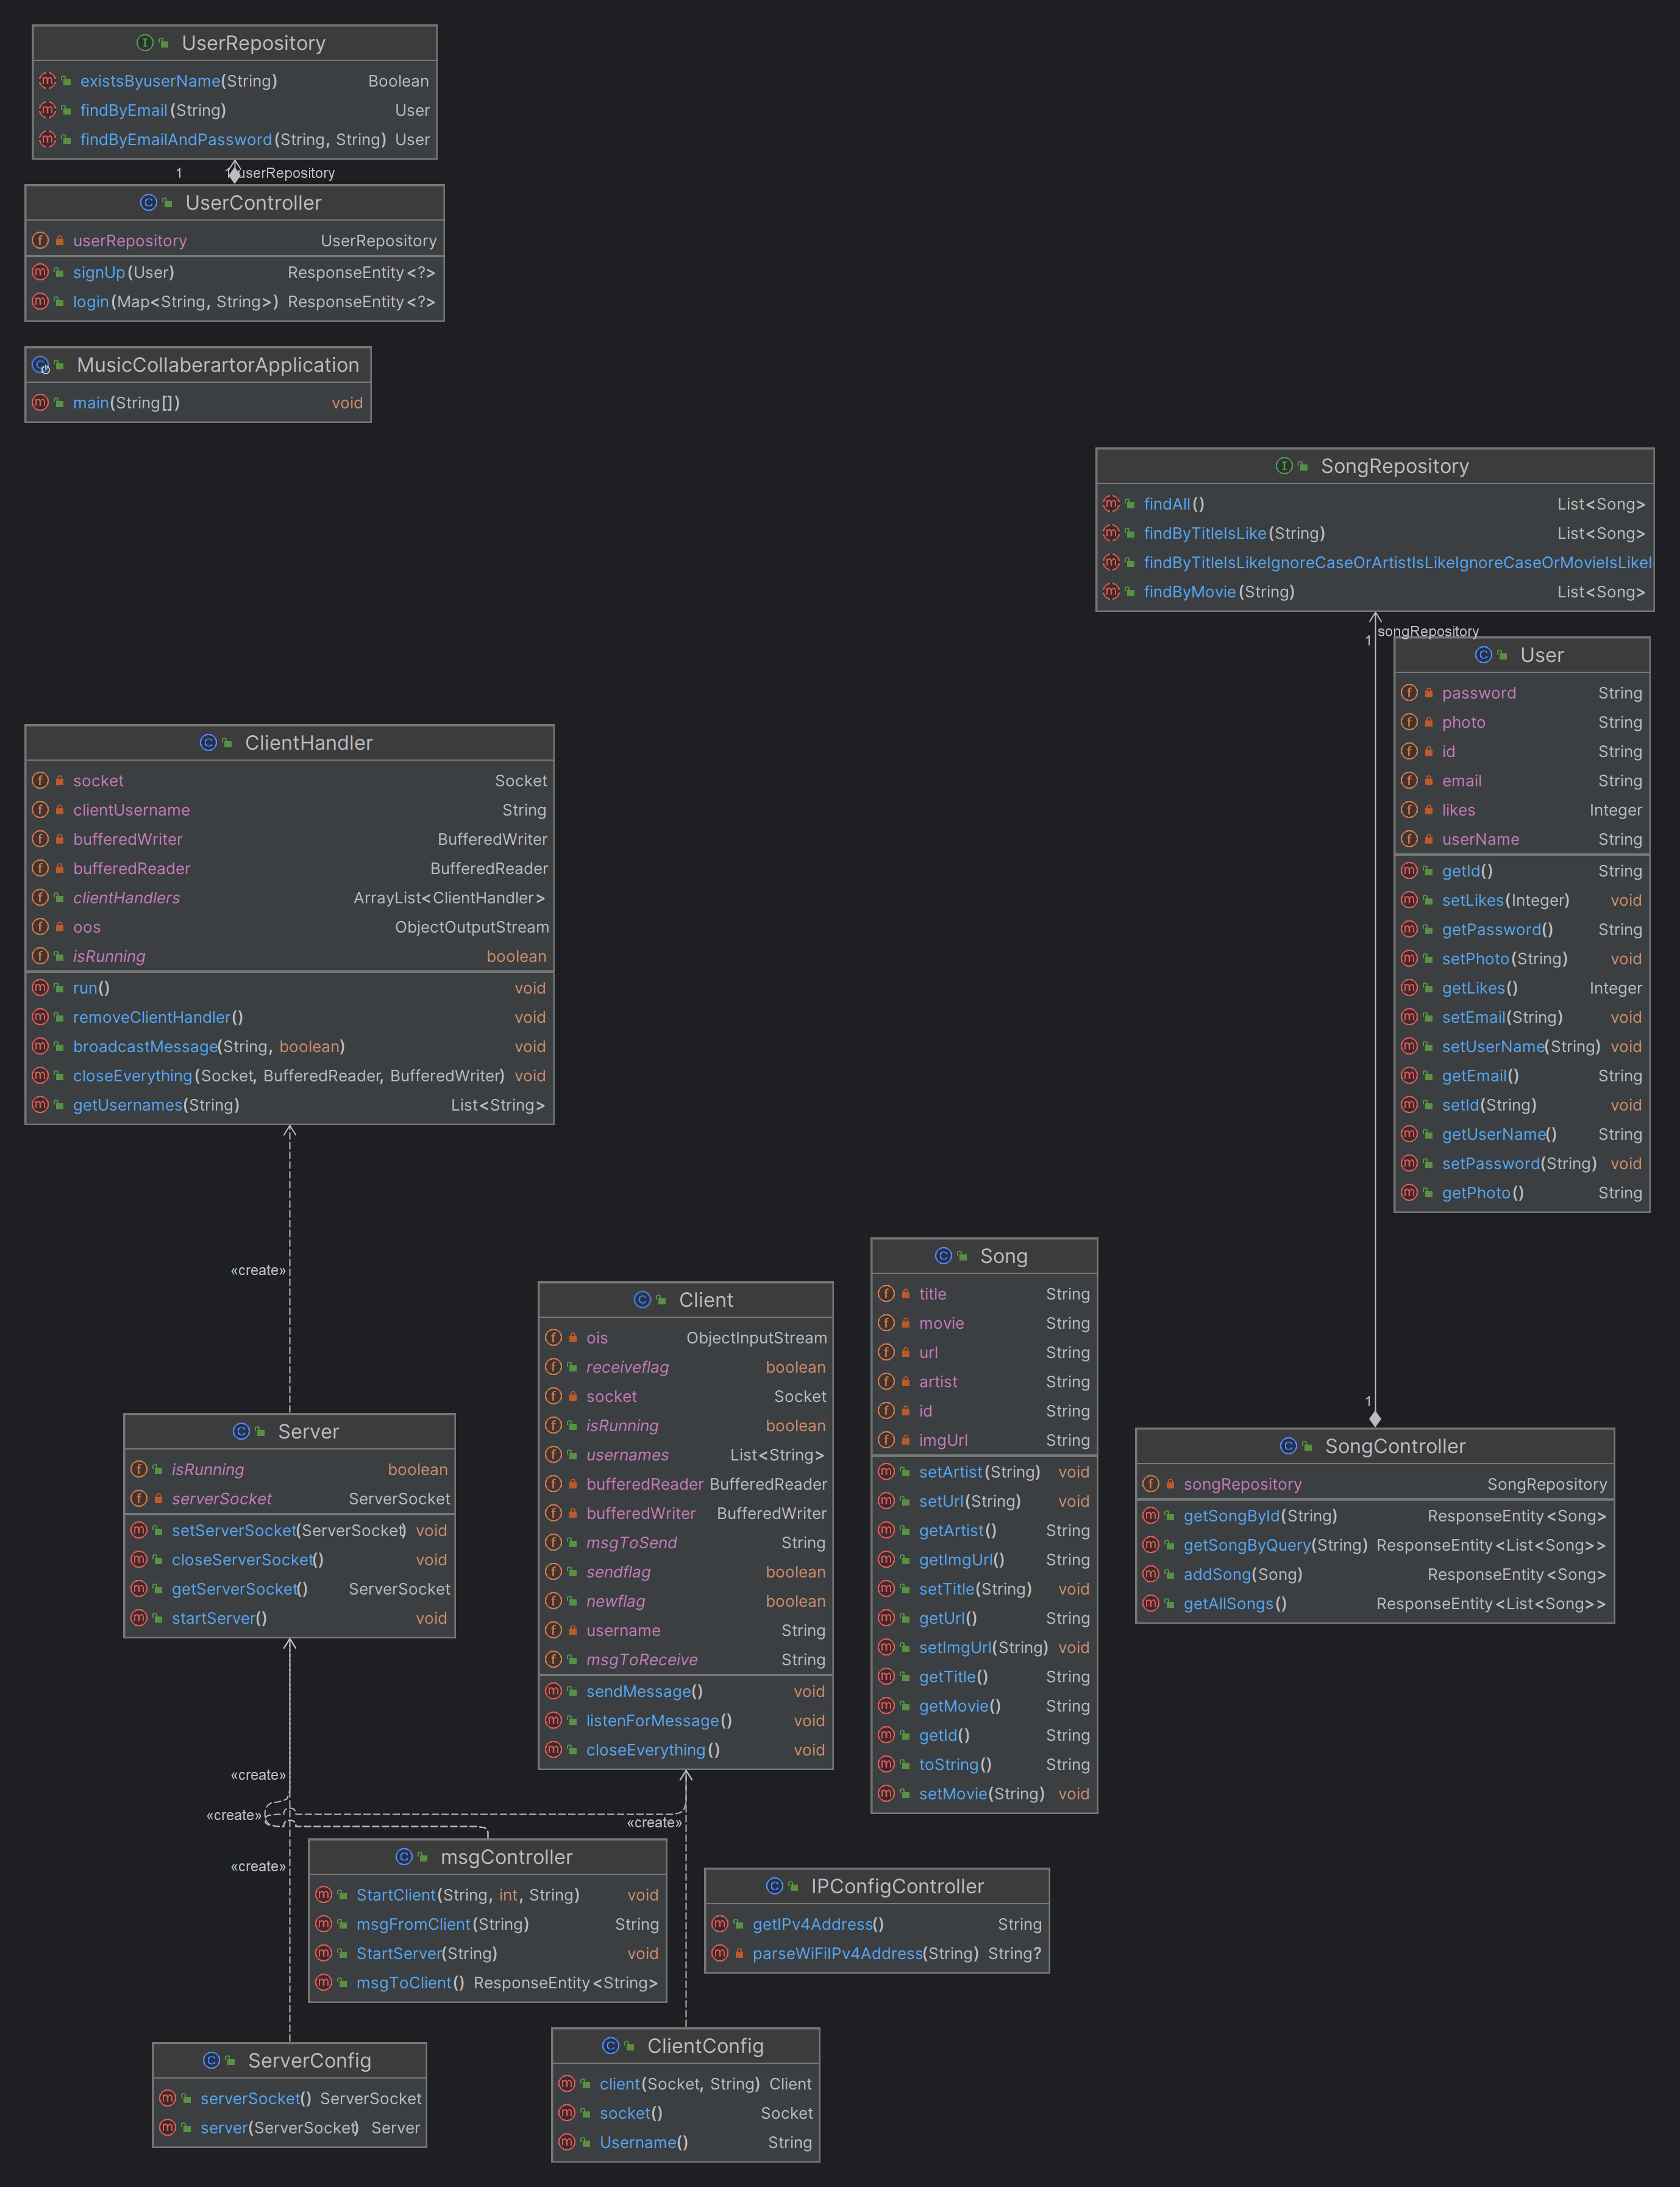 UserRepository
existsByuserName(String) Boolean
findByEmail(String) User
findByEmailAndPassword(String, String) User
1 userRepository
UserController
userRepository UserRepository
signUp(User) ResponseEntity<?>
login(Map<String, String>) ResponseEntity<?>
MusicCollaberartorApplication
main(String[]) void
SongRepository
findAll() List<Song>
findByTitleIsLike(String) List<Song>
findByTitleIsLikeIgnoreCaseOrArtistIsLikeIgnoreCaseOrMovieIsLikeI
findByMovie(String) List<Song>
1 songRepository
User
password String
photo String
id String
email String
likes Integer
userName String
getId() String
setLikes(Integer) void
getPassword() String
setPhoto(String) void
getLikes() Integer
setEmail(String) void
setUserName(String) void
getEmail() String
setId(String) void
getUserName() String
setPassword(String) void
getPhoto() String
ClientHandler
socket Socket
clientUsername String
bufferedWriter BufferedWriter
bufferedReader BufferedReader
clientHandlers ArrayList<ClientHandler>
oos ObjectOutputStream
isRunning boolean
run() void
removeClientHandler() void
broadcastMessage(String, boolean) void
closeEverything(Socket, BufferedReader, BufferedWriter) void
getUsernames(String) List<String>
«create»
Server
isRunning boolean
serverSocket ServerSocket
setServerSocket(ServerSocket) void
closeServerSocket() void
getServerSocket() ServerSocket
startServer() void
Client
ois ObjectInputStream
receiveflag boolean
socket Socket
isRunning boolean
usernames List<String>
bufferedReader BufferedReader
bufferedWriter BufferedWriter
msgToSend String
sendflag boolean
newflag boolean
username String
msgToReceive String
sendMessage() void
listenForMessage() void
closeEverything() void
Song
title String
movie String
url String
artist String
id String
imgUrl String
setArtist(String) void
setUrl(String) void
getArtist() String
getImgUrl() String
setTitle(String) void
getUrl() String
setImgUrl(String) void
getTitle() String
getMovie() String
getId() String
toString() String
setMovie(String) void
1
SongController
songRepository SongRepository
getSongById(String) ResponseEntity<Song>
getSongByQuery(String) ResponseEntity<List<Song>>
addSong(Song) ResponseEntity<Song>
getAllSongs() ResponseEntity<List<Song>>
«create»
«create»
«create»
«create»
msgController
StartClient(String, int, String) void
msgFromClient(String) String
StartServer(String) void
msgToClient() ResponseEntity<String>
IPConfigController
getIPv4Address() String
parseWiFiIPv4Address(String) String?
ServerConfig
serverSocket() ServerSocket
server(ServerSocket) Server
ClientConfig
client(Socket, String) Client
socket() Socket
Username() String